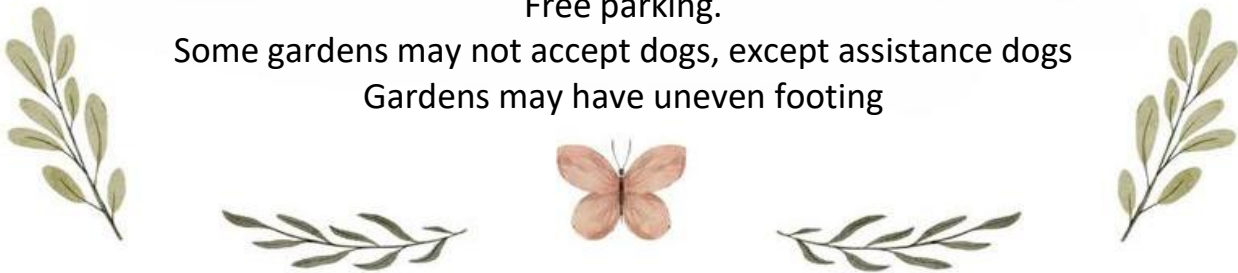 Free parking.
Some gardens may not accept dogs, except assistance dogs
Gardens may have uneven footing